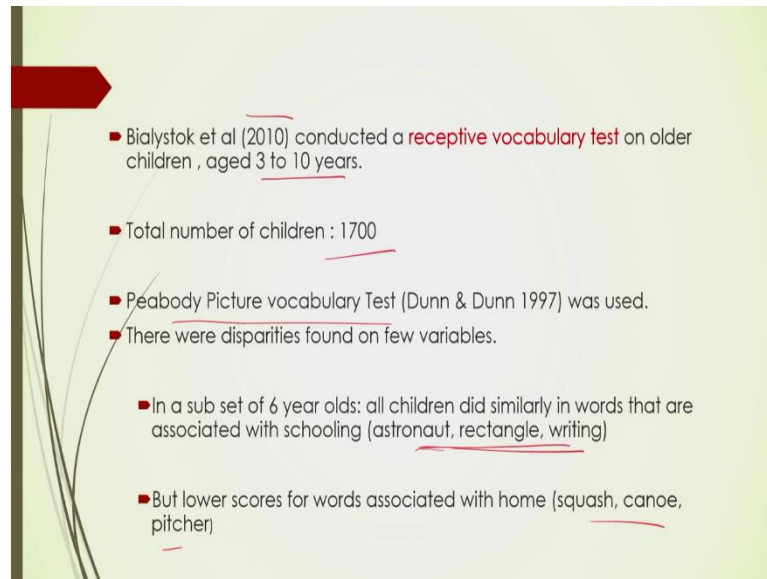 Bialystok et al (2010) conducted a receptive vocabulary test on older
children , aged 3 to 10 years.
Total number of children : 1700
Peabody Picture vocabulary Test (Dunn & Dunn 1997) was used.
There were disparities found on few variables.
In a sub set of 6 year olds: all children did similarly in words that are
associated with schooling (astronaut, rectangle, writing)
But lower scores for words associated with home (squash, canoe,
pitcher)